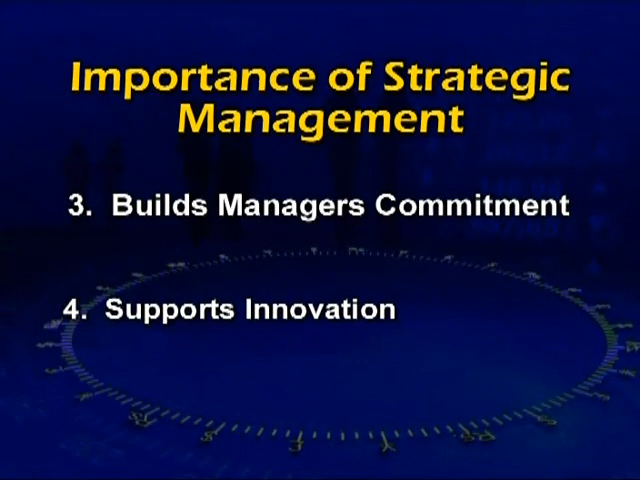 Importance of Strategic
Management
3. Builds Managers Commitment
4. Supports Innovation